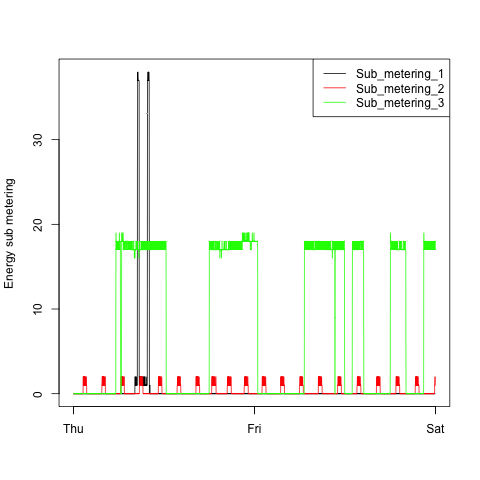 Sub_metering_1
Sub_metering_2
Sub_metering_3
Energy sub metering
30
20
10
0
Thu
Fri
Sat